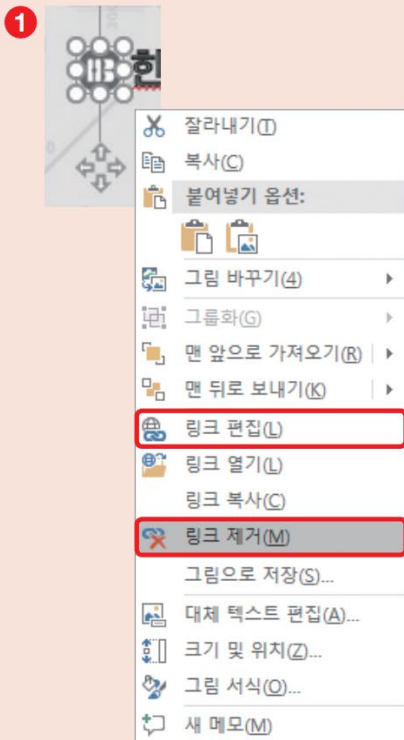 1
한
잘라내기(T)
복사(C)
붙여넣기 옵션:
그림 바꾸기(4)
그룹화(G)
맨 앞으로 가져오기(R)
맨 뒤로 보내기(K)
링크 편집(L)
링크 열기(L)
링크 복사(C)
링크 제거(M)
그림으로 저장(S)...
대체 텍스트 편집(A)...
크기 및 위치(Z)...
그림 서식(O)...
새 메모(M)